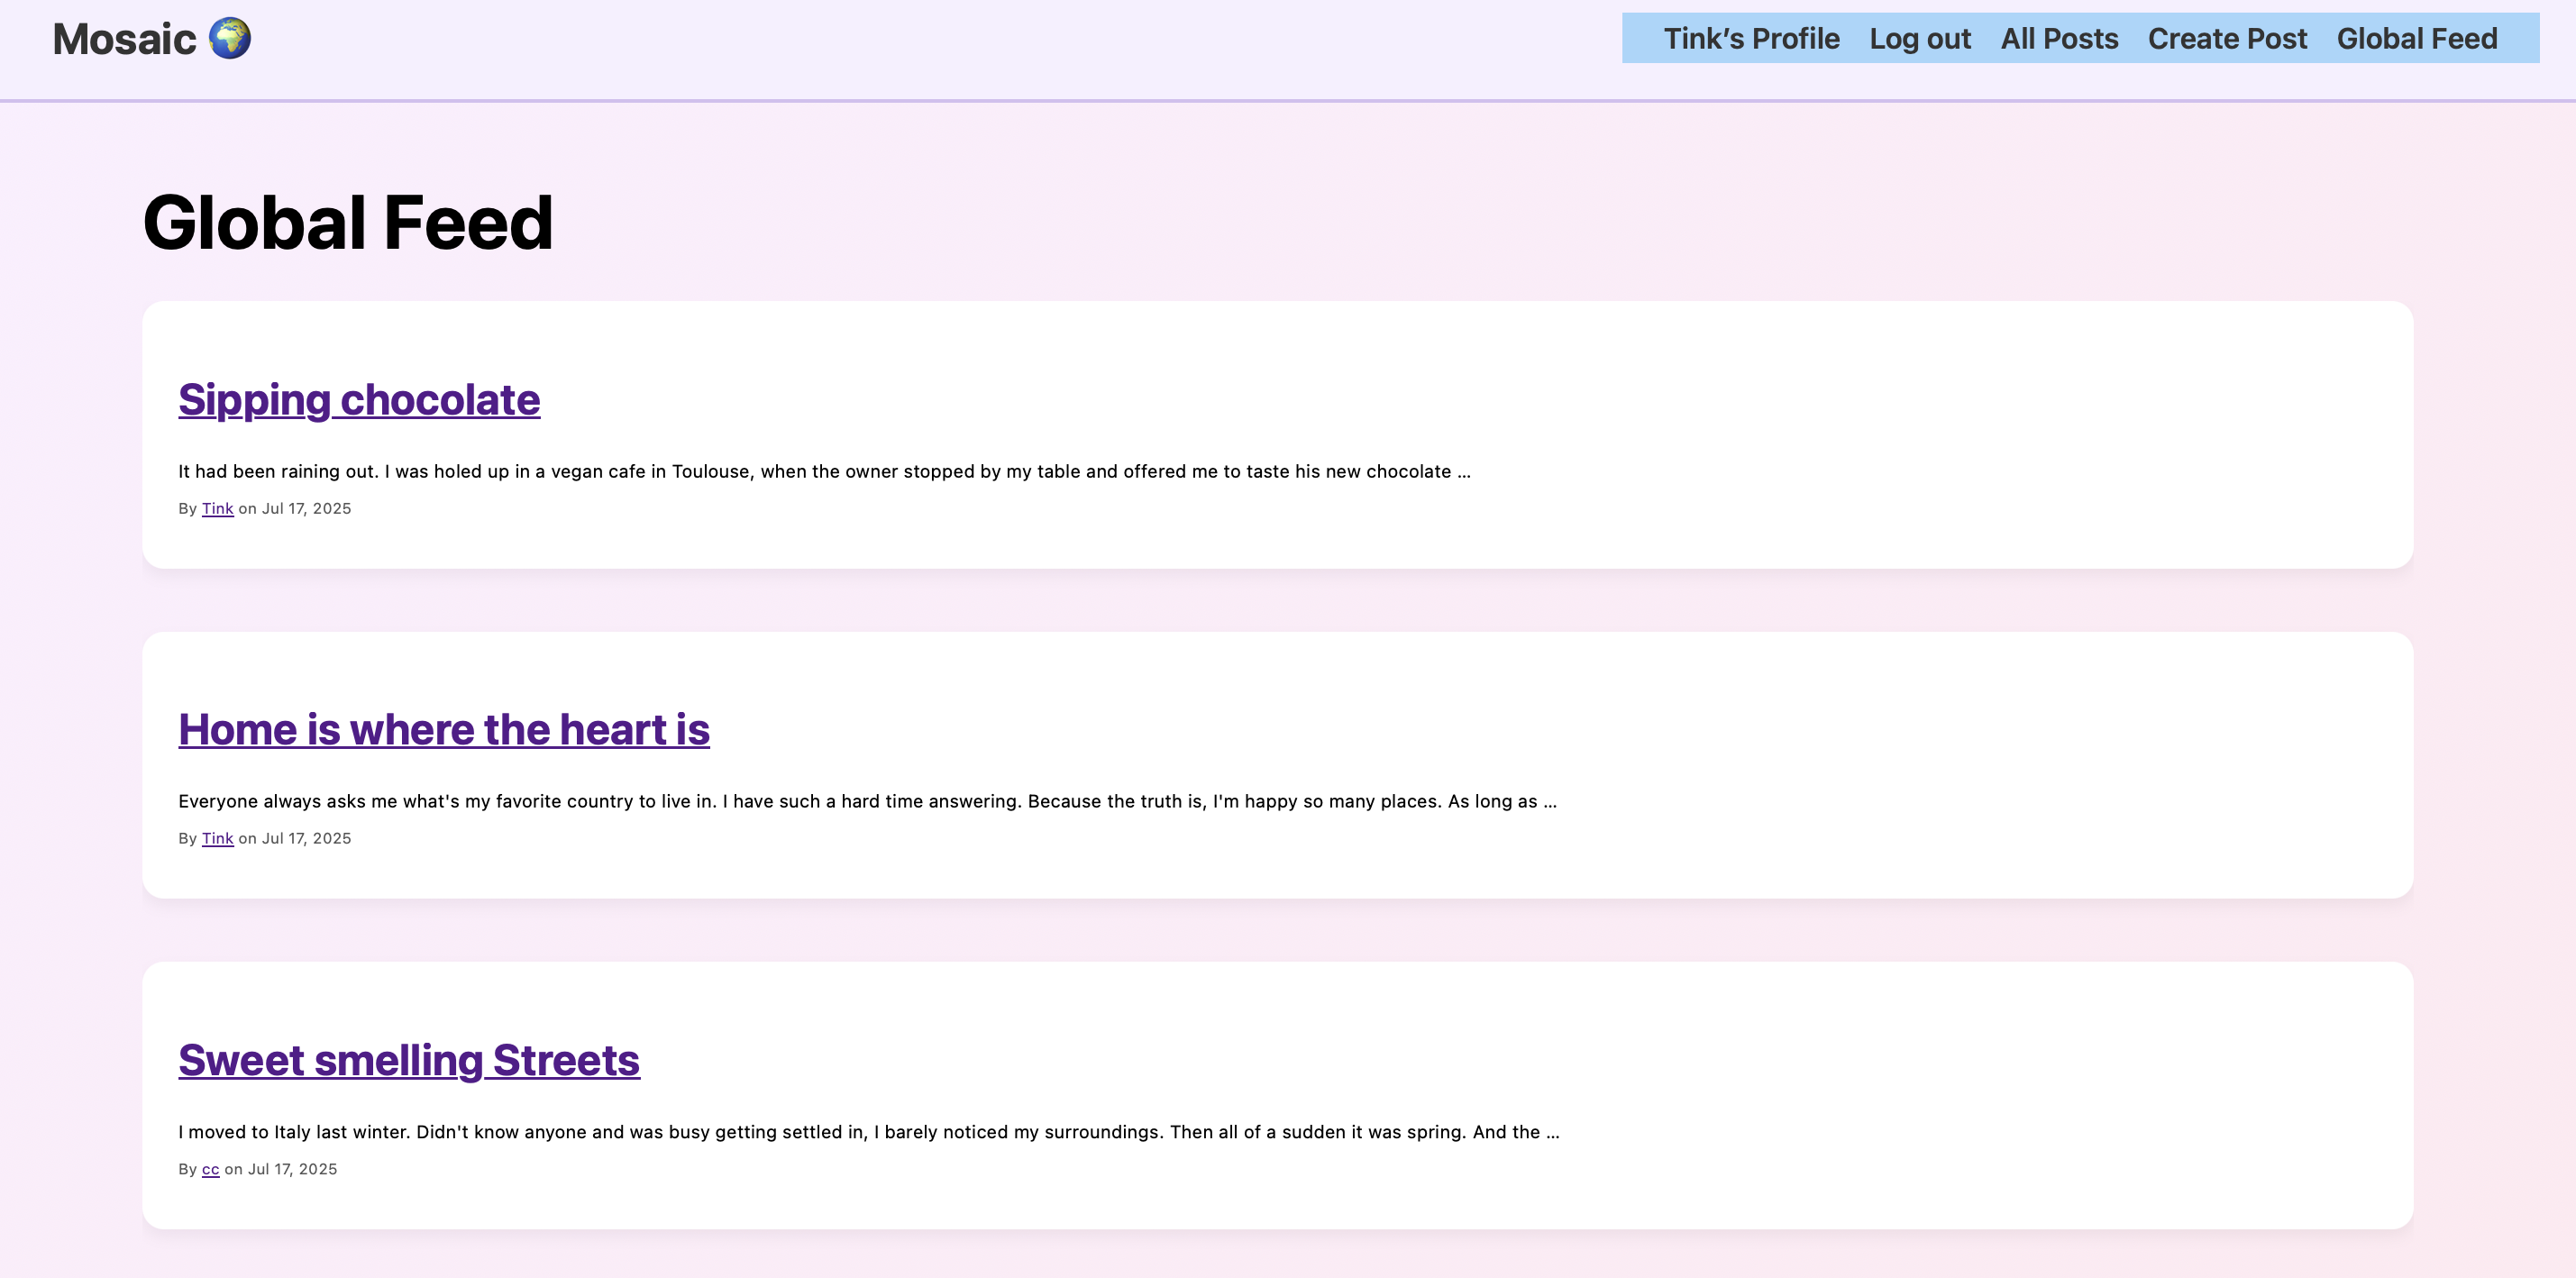 Mosaic 🌍
Tink’s Profile Log out All Posts Create Post Global Feed
Global Feed
Sipping chocolate
It had been raining out. I was holed up in a vegan cafe in Toulouse, when the owner stopped by my table and offered me to taste his new chocolate ...
By Tink on Jul 17, 2025
Home is where the heart is
Everyone always asks me what's my favorite country to live in. I have such a hard time answering. Because the truth is, I'm happy so many places. As long as ...
By Tink on Jul 17, 2025
Sweet smelling Streets
I moved to Italy last winter. Didn't know anyone and was busy getting settled in, I barely noticed my surroundings. Then all of a sudden it was spring. And the ...
By cc on Jul 17, 2025